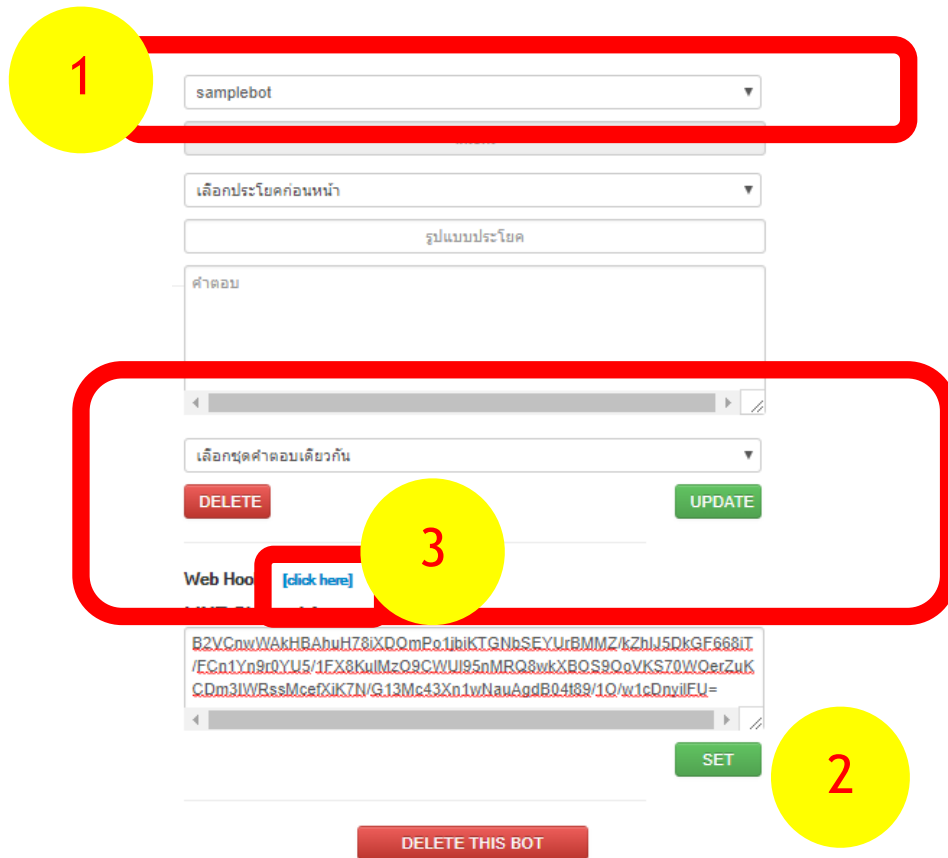 1
samplebot
เลือกประโยคก่อนหน้า
รูปแบบประโยค
คำตอบ
เลือกชุดคำตอบเดียวกัน
DELETE
UPDATE
3
Web Hoo [click here]
B2VCnwWAkHBAhuH78iXDQmPo1jbiKTGNbSEYUrBMMZ/kZhIJ5DkGF668iT
/FCn1Yn9r0YU5/1FX8KulMzO9CWUl95nMRQ8wkXBOS9QoVKS70WOerZuK
CDm3IWRssMcefXiK7N/G13Mc43Xn1wNauAgdB04t89/1O/w1cDnyilFU=
SET
2
DELETE THIS BOT